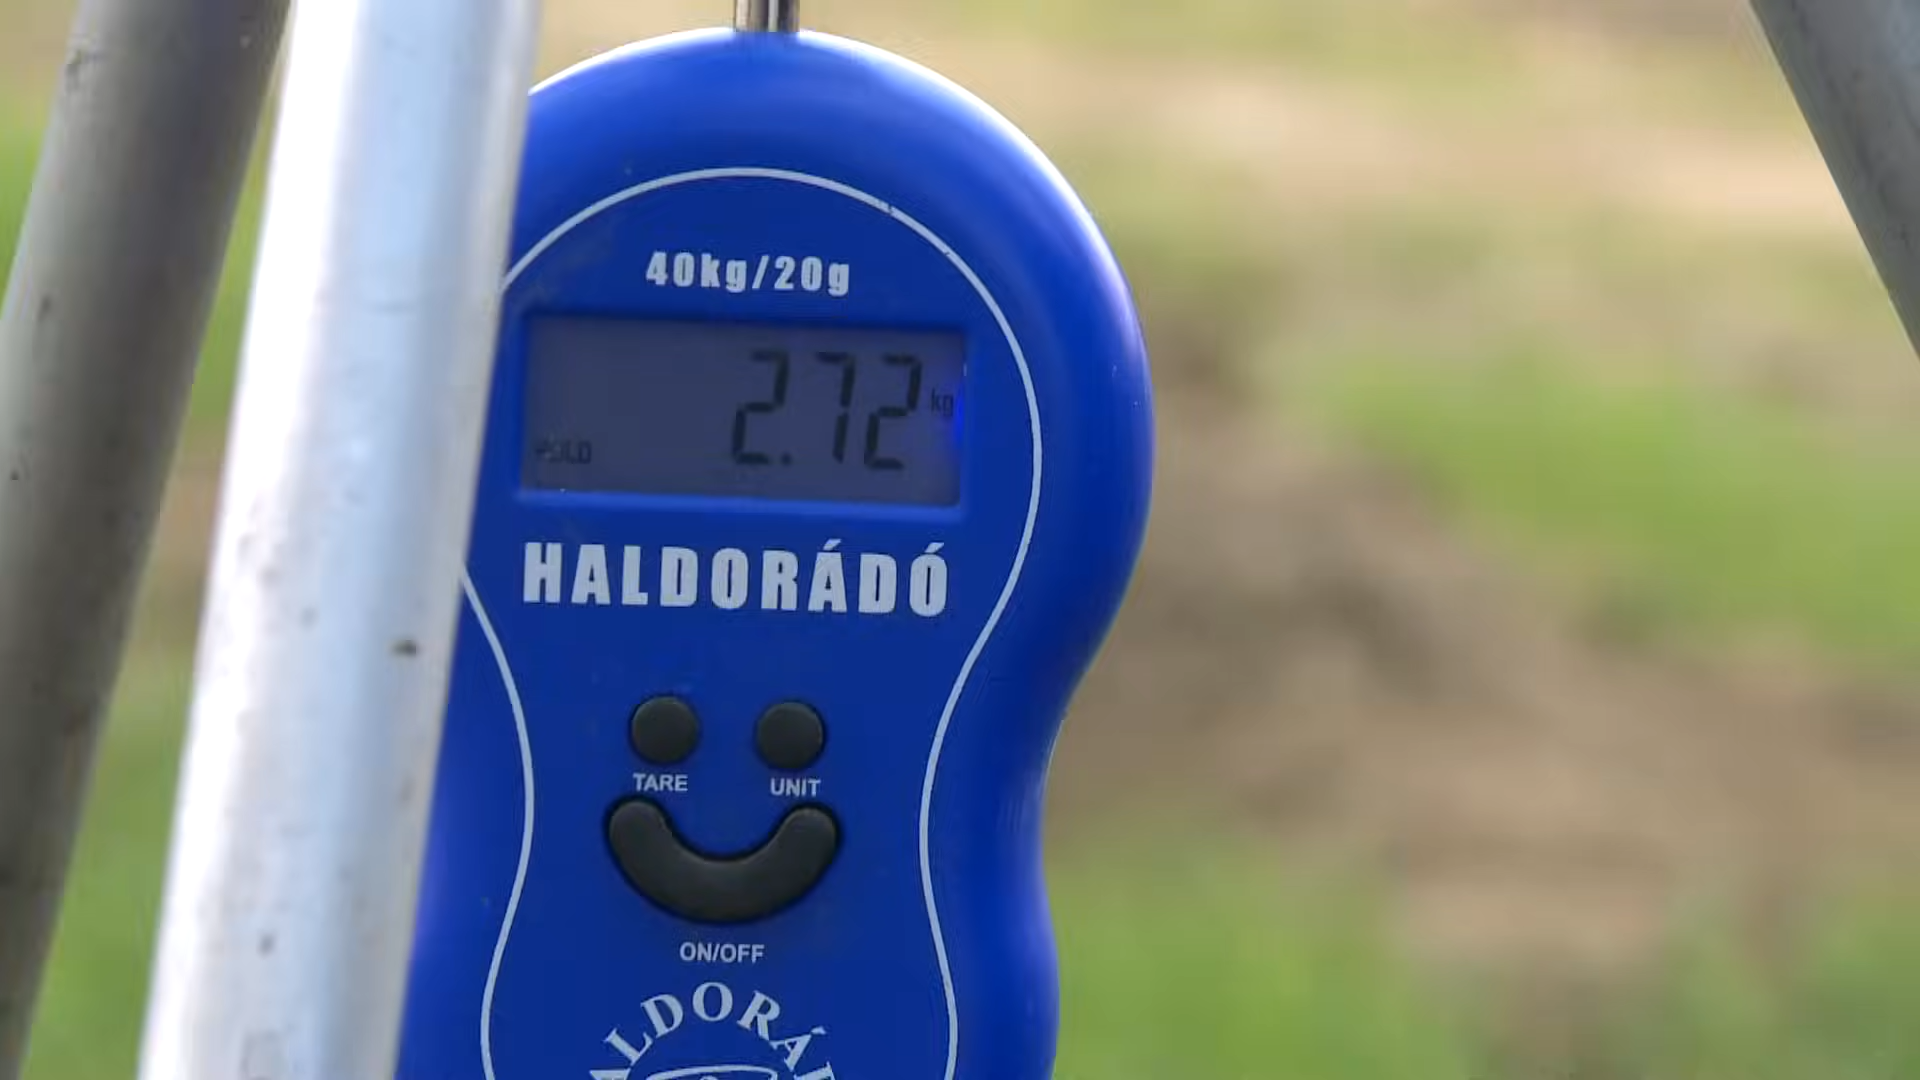 40kg/20g
2.72 kg
HOLD
HALDORÁDÓ
TARE UNIT
ON/OFF